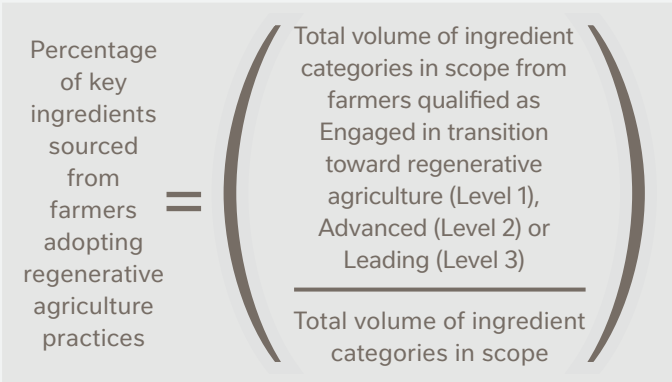 Percentage
of key
ingredients
sourced
from
farmers
adopting
regenerative
agriculture
practices
=
Total volume of ingredient
categories in scope from
farmers qualified as
Engaged in transition
toward regenerative
agriculture (Level 1),
Advanced (Level 2) or
Leading (Level 3)
Total volume of ingredient
categories in scope